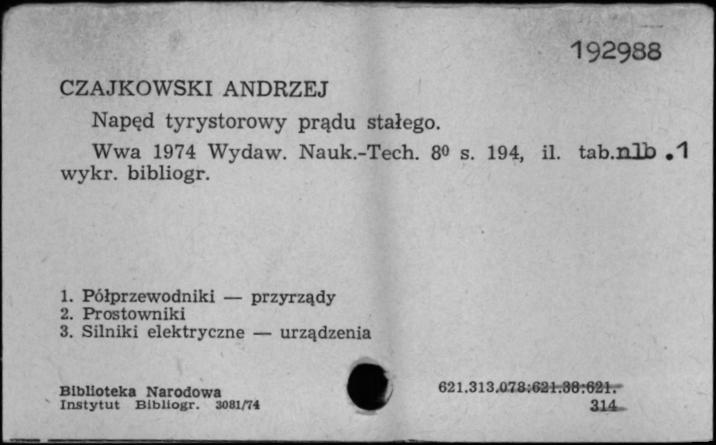 192988
CZAJKOWSKI ANDRZEJ
Napęd tyrystorowy prądu stałego.
Wwa 1974 Wydaw. Nauk.-Tech. 8⁰ s. 194, il. tab.nlb .1
wykr. bibliogr.
1. Półprzewodniki — przyrządy
2. Prostowniki
3. Silniki elektryczne — urządzenia
Biblioteka Narodowa
Instytut Bibliogr. 3081/74
621.313.078:621.38:621.
314